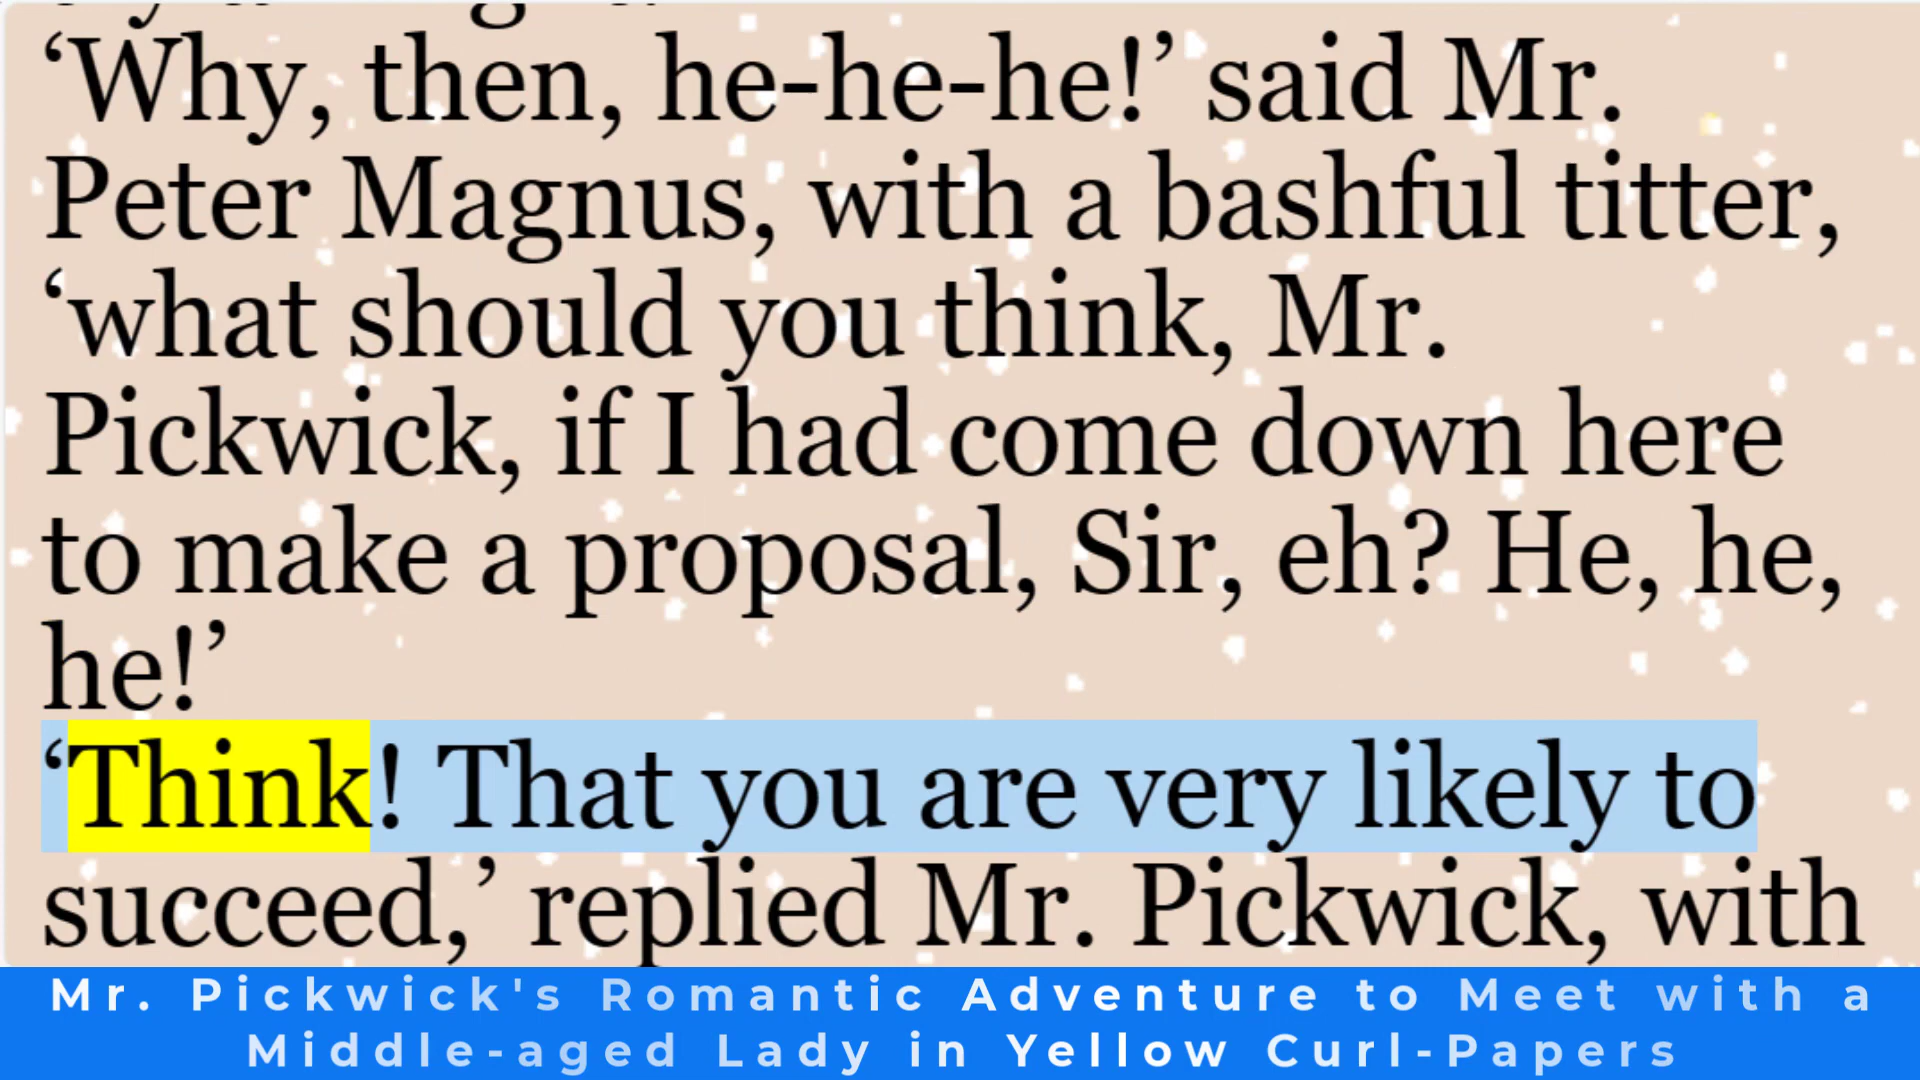 ‘Why, then, he-he-he!’ said Mr.
Peter Magnus, with a bashful titter,
‘what should you think, Mr.
Pickwick, if I had come down here
to make a proposal, Sir, eh? He, he,
he!’
‘Think! That you are very likely to
succeed,’ replied Mr. Pickwick, with
Mr. Pickwick's Romantic Adventure to Meet with a
Middle-aged Lady in Yellow Curl-Papers